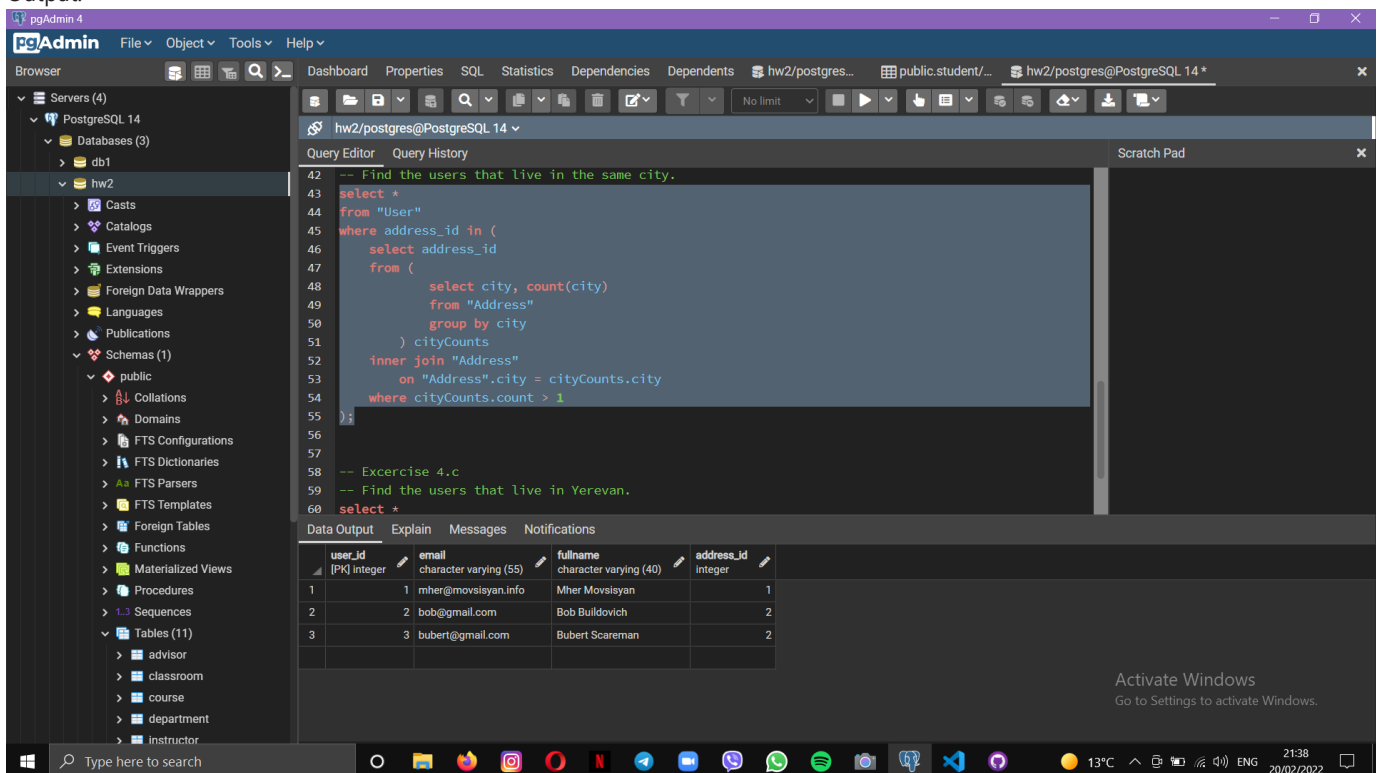 Output:
pgAdmin 4
pgAdmin File Object Tools Help
Browser
Dashboard Properties SQL Statistics Dependencies Dependents hw2/postgres... public.student/... hw2/postgres@PostgreSQL 14 *
No limit
hw2/postgres@PostgreSQL 14
Query Editor Query History
Scratch Pad
Servers (4)
PostgreSQL 14
Databases (3)
db1
hw2
Casts
Catalogs
Event Triggers
Extensions
Foreign Data Wrappers
Languages
Publications
Schemas (1)
public
Collations
Domains
FTS Configurations
FTS Dictionaries
FTS Parsers
FTS Templates
Foreign Tables
Functions
Materialized Views
Procedures
1..3 Sequences
Tables (11)
advisor
classroom
course
department
instructor
42 -- Find the users that live in the same city.
43 select *
44 from "User"
45 where address_id in (
46 select address_id
47 from (
48 select city, count(city)
49 from "Address"
50 group by city
51 ) cityCounts
52 inner join "Address"
53 on "Address".city = cityCounts.city
54 where cityCounts.count > 1
55 );
56
57
58 -- Excercise 4.c
59 -- Find the users that live in Yerevan.
60 select *
Data Output Explain Messages Notifications
user_id email fullname address_id
[PK] integer character varying (55) character varying (40) integer
1 1 mher@movsisyan.info Mher Movsisyan 1
2 2 bob@gmail.com Bob Buildovich 2
3 3 bubert@gmail.com Bubert Scareman 2
Activate Windows
Go to Settings to activate Windows.
Type here to search
13°C ENG 21:38
20/02/2022